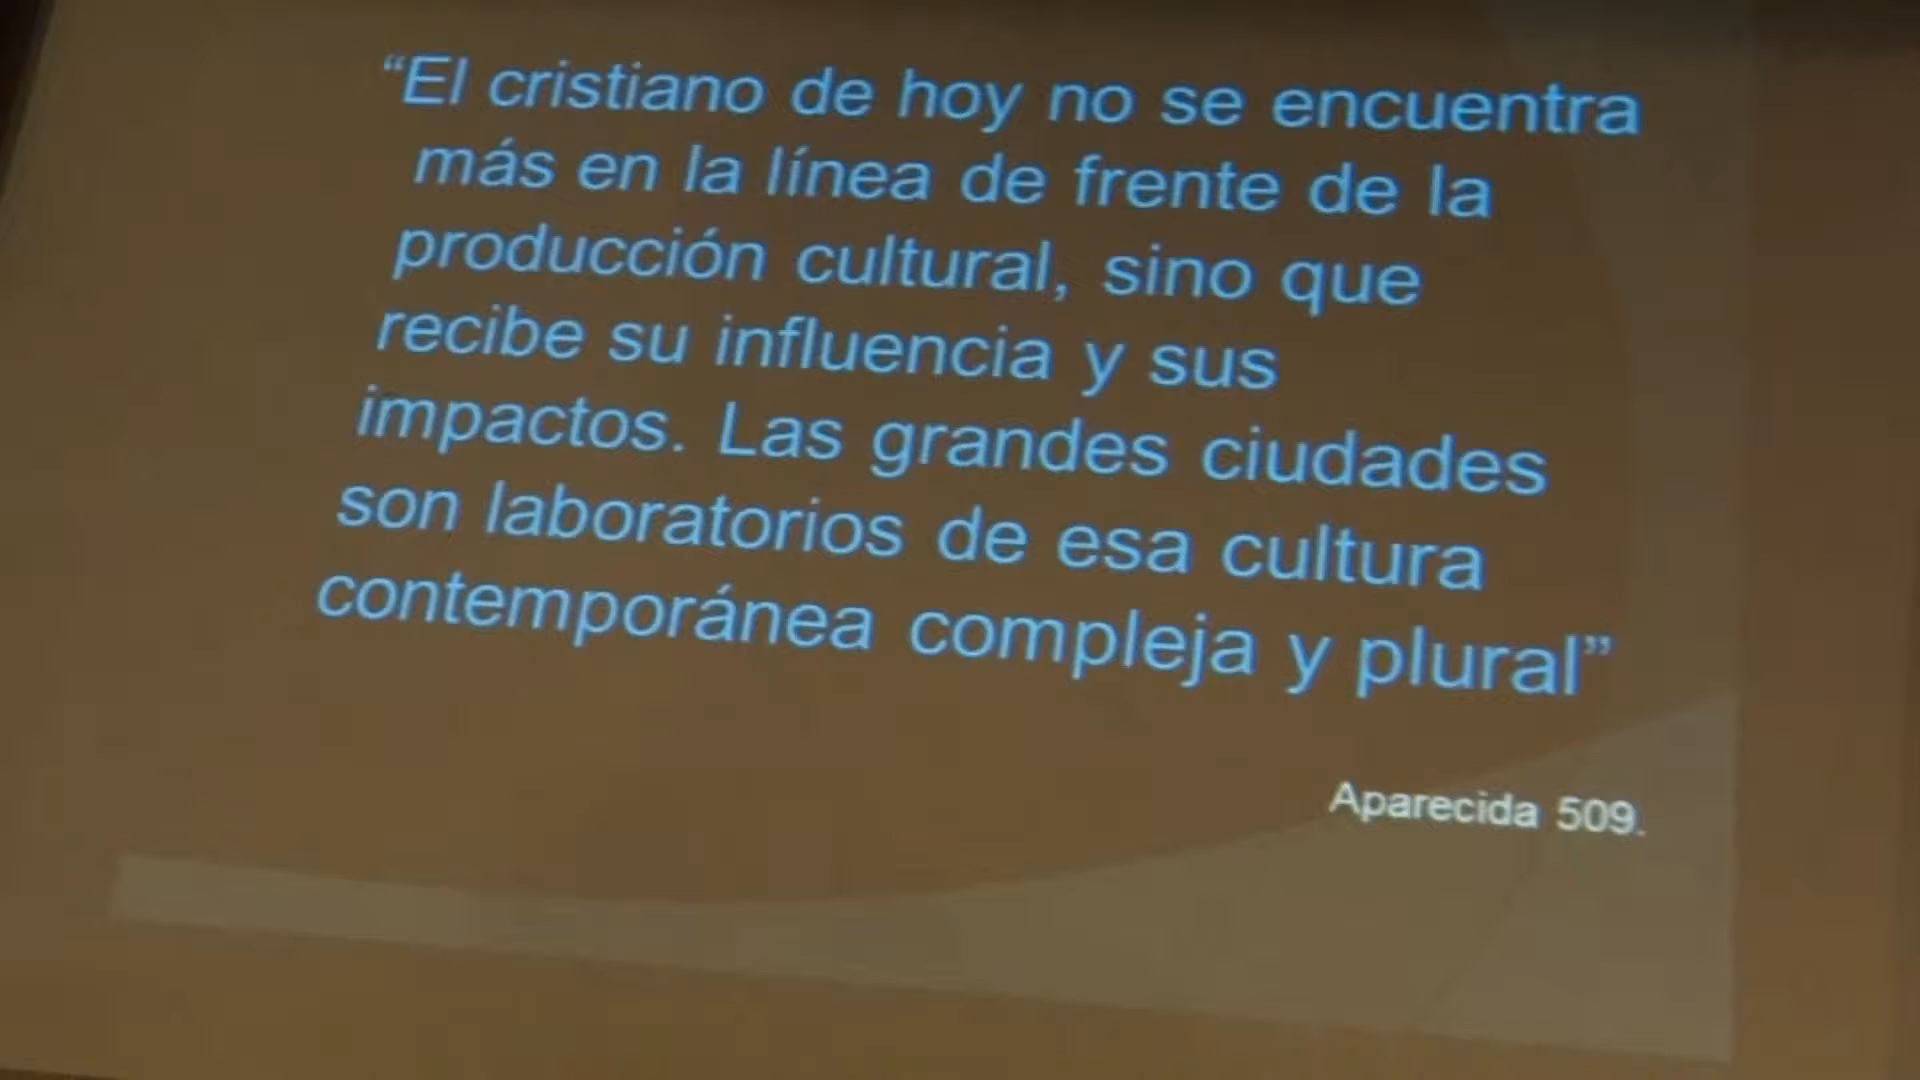 “El cristiano de hoy no se encuentra
más en la línea de frente de la
producción cultural, sino que
recibe su influencia y sus
impactos. Las grandes ciudades
son laboratorios de esa cultura
contemporánea compleja y plural”
Aparecida 509.